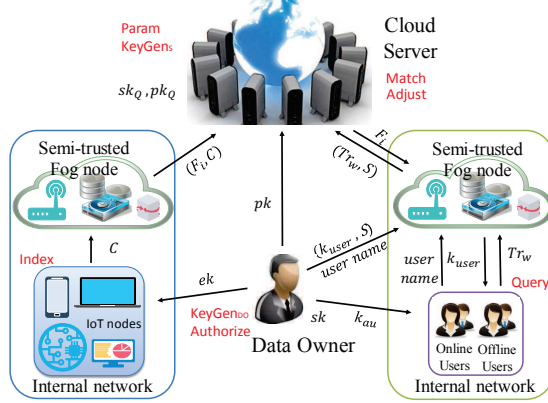 Param
KeyGenS
Cloud
Server
skQ ,pkQ
Match
Adjust
Semi-trusted
Fog node
(Fi, C)
Fi
(Trw, S)
Semi-trusted
Fog node
pk
C
(kuser , S)
user name
user
name
kuser
Trw
Index
IoT nodes
ek
KeyGenDO
Authorize
sk
kau
Query
Data Owner
Online
Users
Offline
Users
Internal network
Internal network